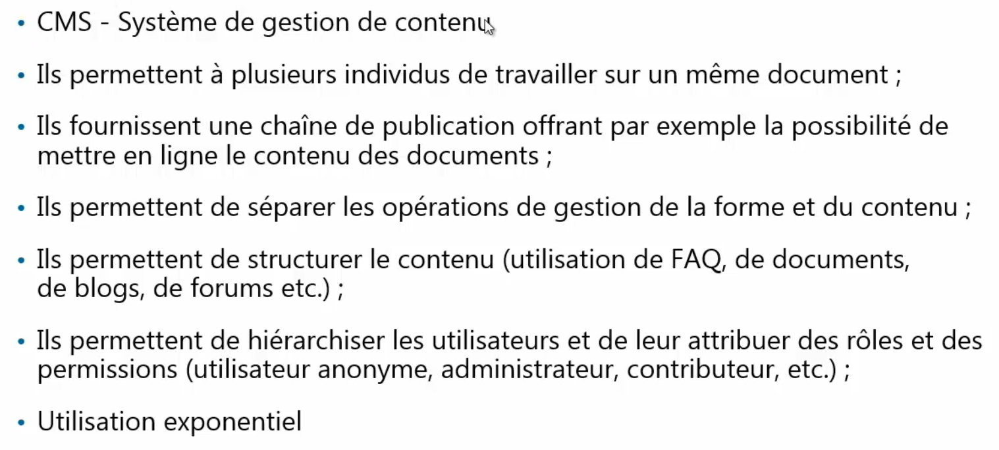 • CMS - Système de gestion de contenu
• Ils permettent à plusieurs individus de travailler sur un même document ;
• Ils fournissent une chaîne de publication offrant par exemple la possibilité de
mettre en ligne le contenu des documents ;
• Ils permettent de séparer les opérations de gestion de la forme et du contenu ;
• Ils permettent de structurer le contenu (utilisation de FAQ, de documents,
de blogs, de forums etc.) ;
• Ils permettent de hiérarchiser les utilisateurs et de leur attribuer des rôles et des
permissions (utilisateur anonyme, administrateur, contributeur, etc.) ;
• Utilisation exponentiel